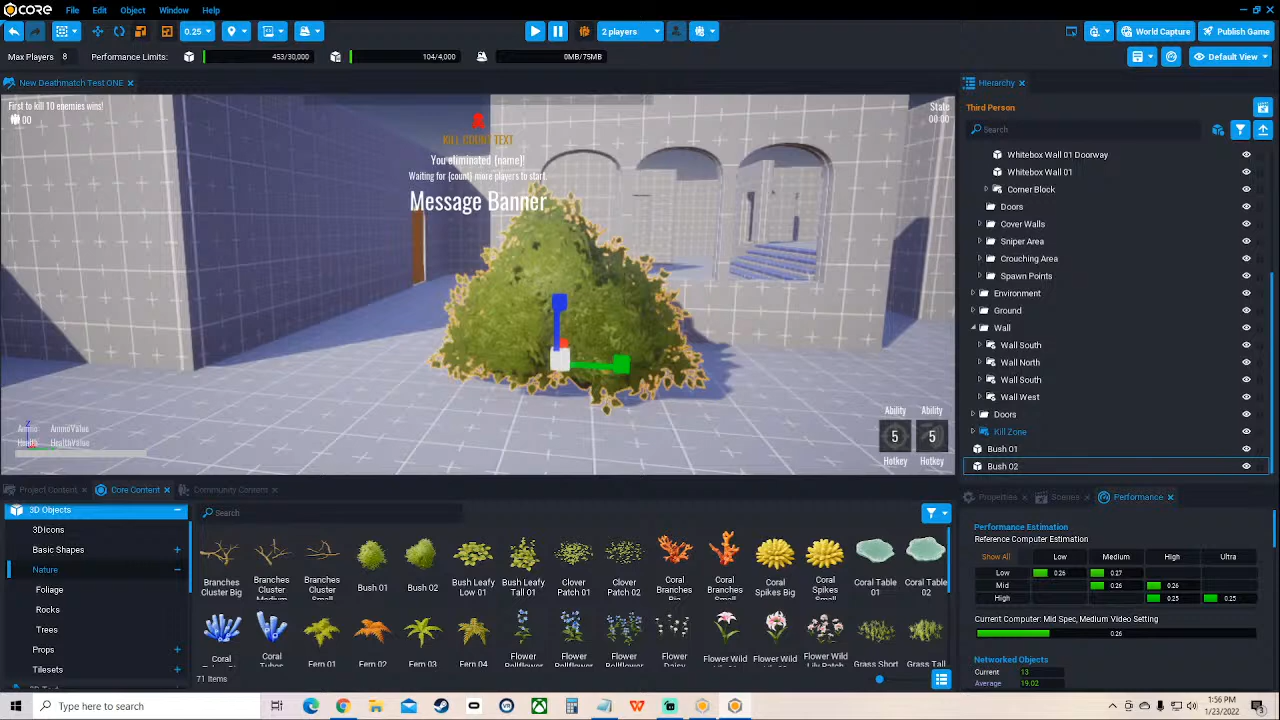 CORE File Edit Object Window Help
0.25 2 players World Capture Publish Game
Max Players 8 Performance Limits: 453/30,000 104/4,000 0MB/75MB Default View
New Deathmatch Test ONE
First to kill 10 enemies wins!
00
State
00:00
KILL COUNT TEXT
You eliminated {name}!
Waiting for {count} more players to start.
Message Banner
Ammo AmmoValue
Health HealthValue
Ability Ability
5 5
Hotkey Hotkey
Hierarchy
Third Person
Search
Whitebox Wall 01 Doorway
Whitebox Wall 01
Corner Block
Doors
Cover Walls
Sniper Area
Crouching Area
Spawn Points
Environment
Ground
Wall
Wall South
Wall North
Wall South
Wall West
Doors
Kill Zone
Bush 01
Bush 02
Project Content Core Content Community Content
3D Objects
3DIcons
Basic Shapes
Nature
Foliage
Rocks
Trees
Props
Tilesets
Search
Branches Cluster Big
Branches Cluster Medium
Branches Cluster Small
Bush 01
Bush 02
Bush Leafy Low 01
Bush Leafy Tall 01
Clover Patch 01
Clover Patch 02
Coral Branches Big
Coral Branches Small
Coral Spikes Big
Coral Spikes Small
Coral Table 01
Coral Table 02
Coral
Coral Tubes
Fern 01
Fern 02
Fern 03
Fern 04
Flower Bellflower
Flower Bellflower
Flower Bellflower
Flower Daisy
Flower Wild
Flower Wild
Flower Wild Lily Patch
Grass Short
Grass Tall
71 Items
Properties Scenes Performance
Performance Estimation
Reference Computer Estimation
Show All Low Medium High Ultra
Low 0.26 0.27
Mid 0.26 0.26
High 0.25 0.25
Current Computer: Mid Spec, Medium Video Setting
0.26
Networked Objects
Current 13
Average 19.02
Type here to search
1:56 PM
1/23/2022